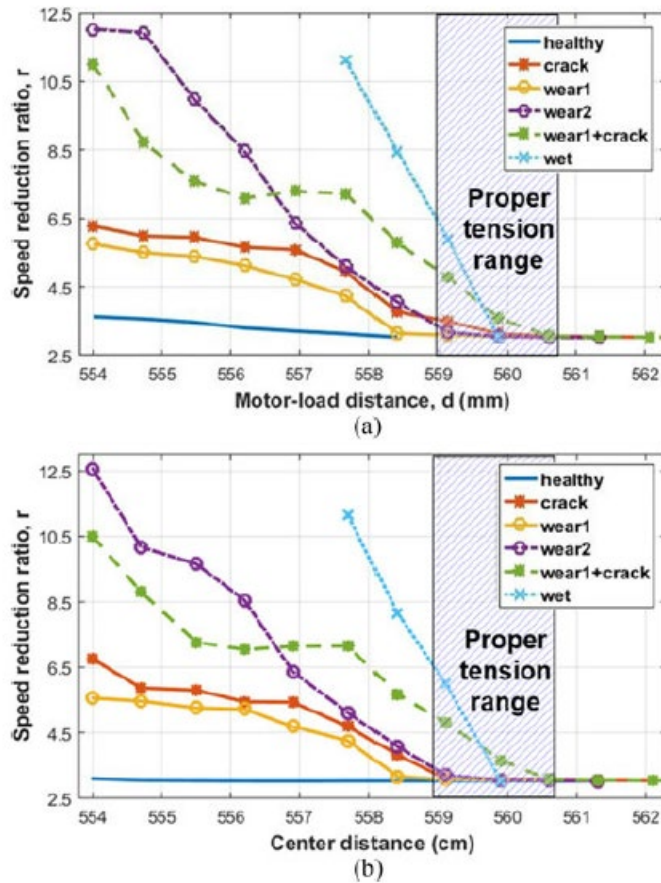 12.5
10.5
8.5
6.5
4.5
2.5
Speed reduction ratio, r
healthy
crack
wear1
wear2
wear1+crack
wet
Proper
tension
range
554 555 556 557 558 559 560 561 562
Motor-load distance, d (mm)
(a)
12.5
10.5
8.5
6.5
4.5
2.5
Speed reduction ratio, r
healthy
crack
wear1
wear2
wear1+crack
wet
Proper
tension
range
554 555 556 557 558 559 560 561 562
Center distance (cm)
(b)